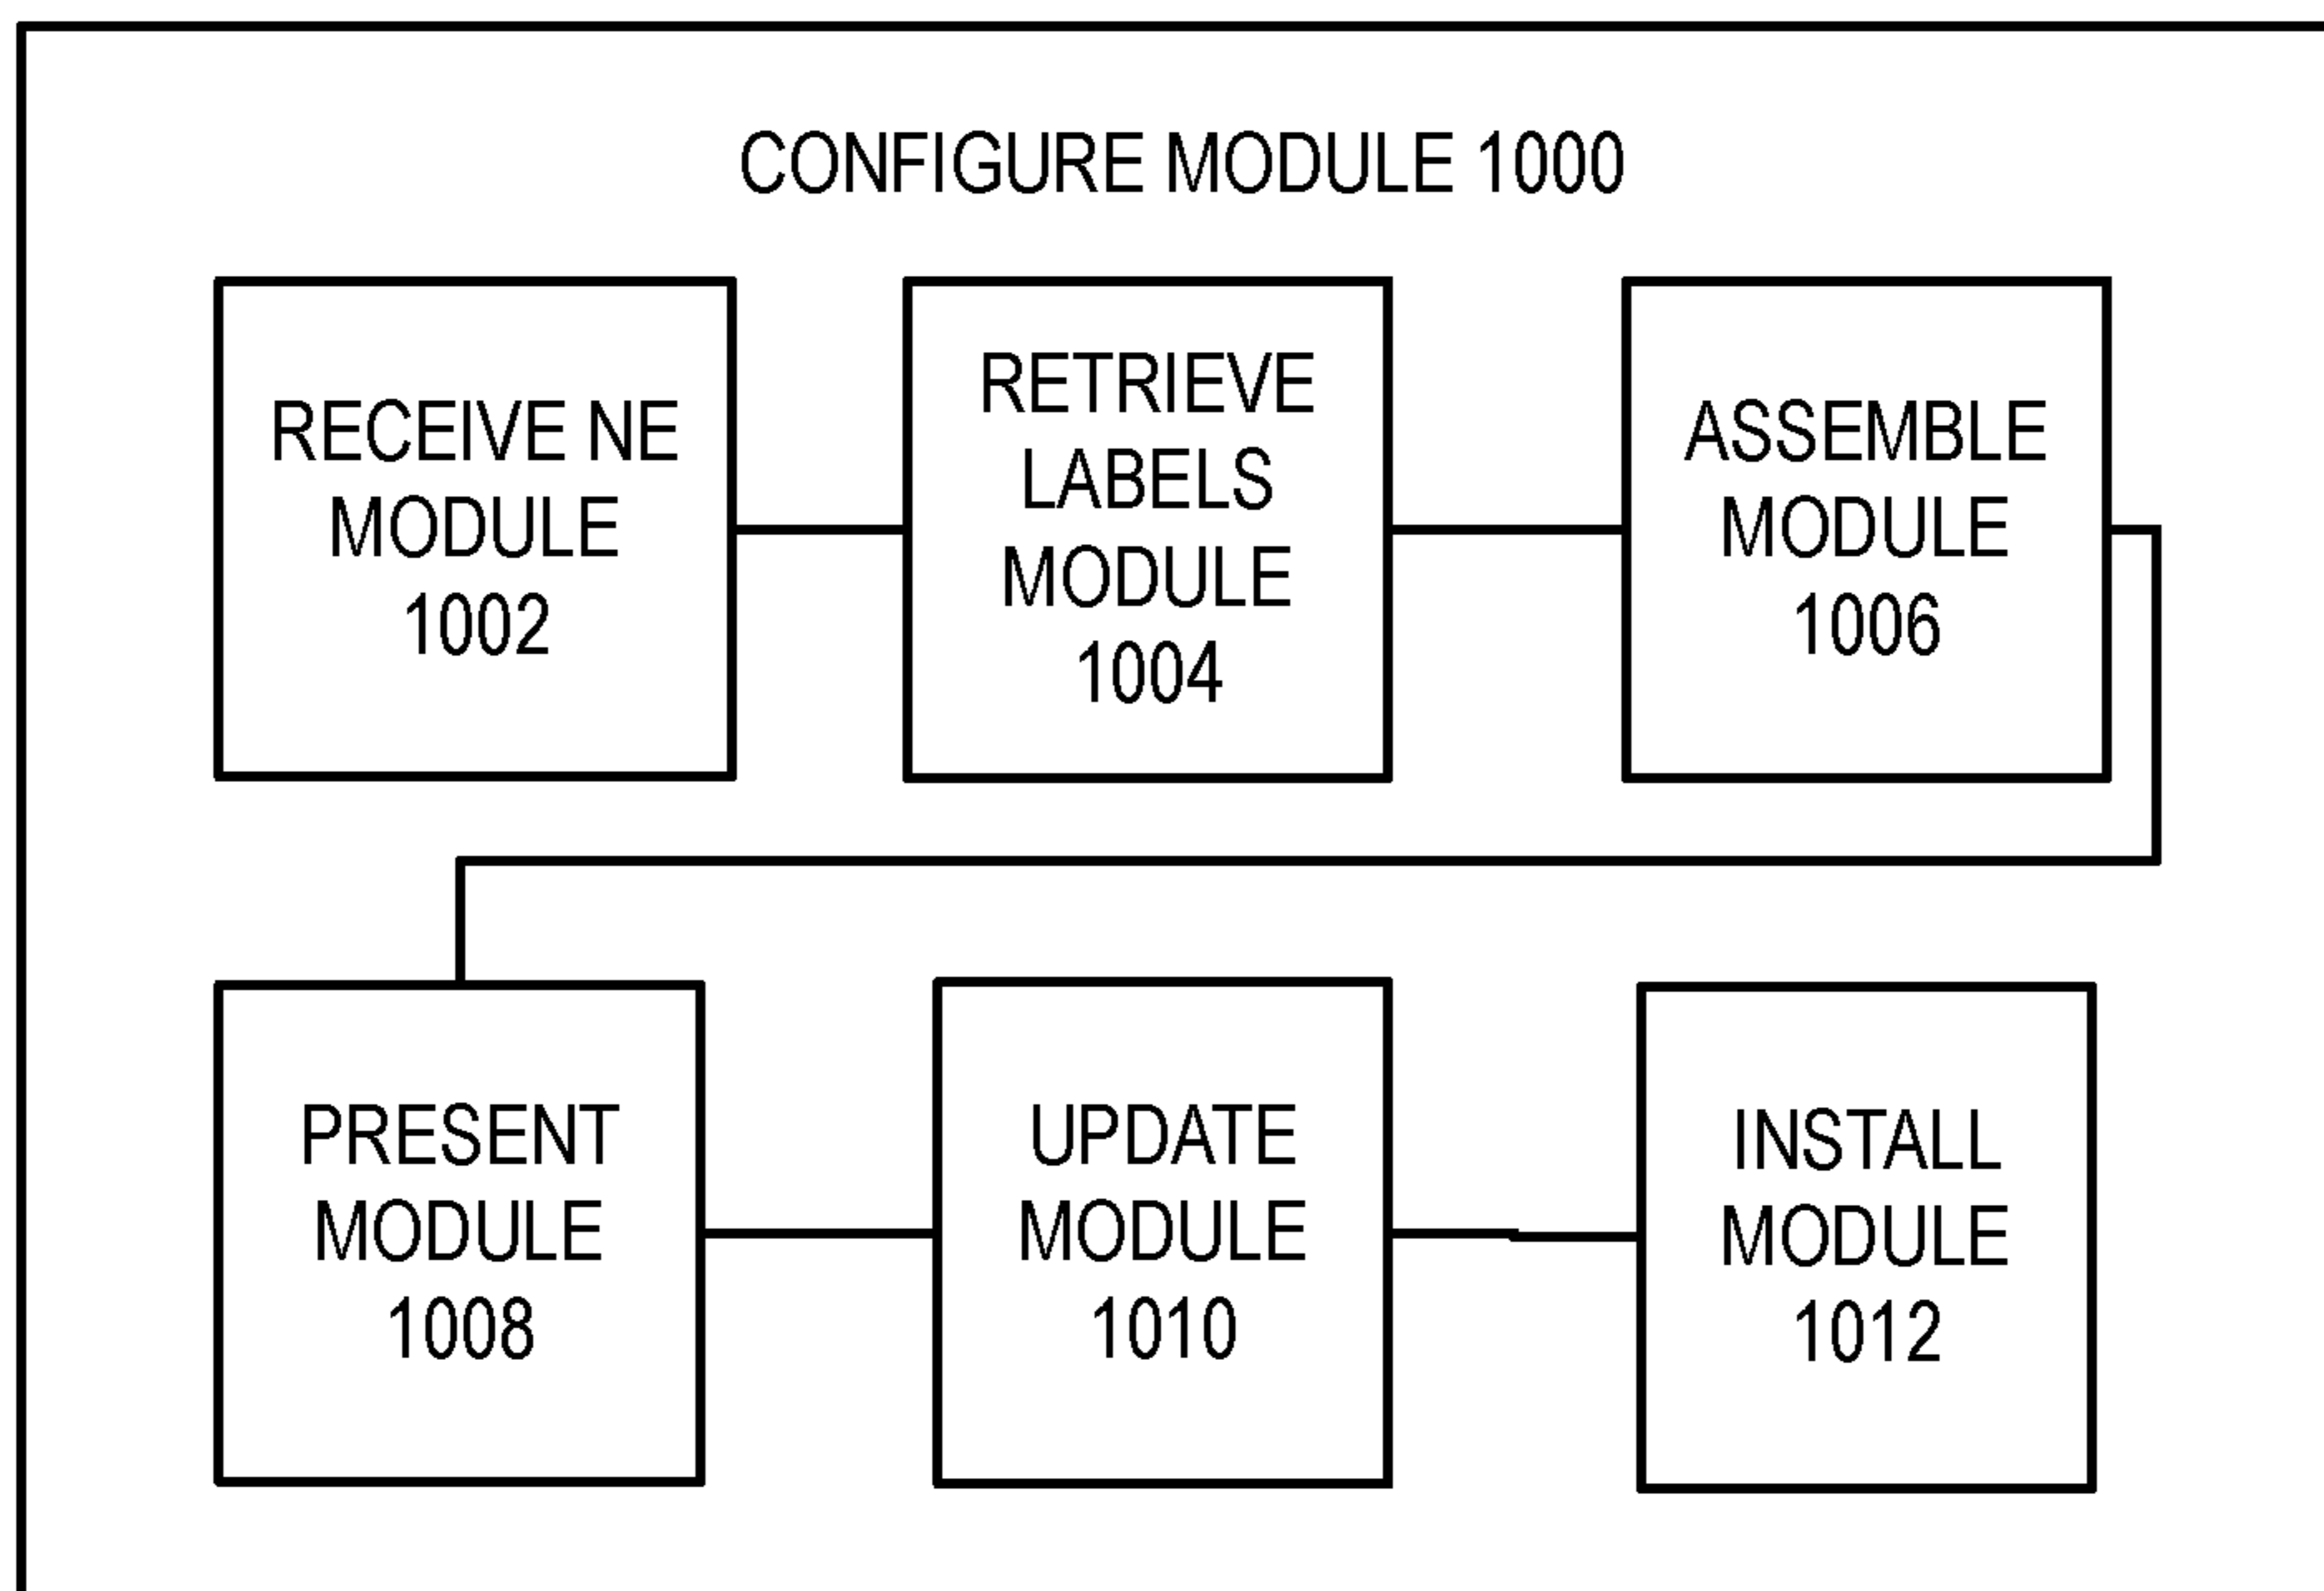 CONFIGURE MODULE 1000
RECEIVE NE
MODULE
1002
RETRIEVE
LABELS
MODULE
1004
ASSEMBLE
MODULE
1006
PRESENT
MODULE
1008
UPDATE
MODULE
1010
INSTALL
MODULE
1012